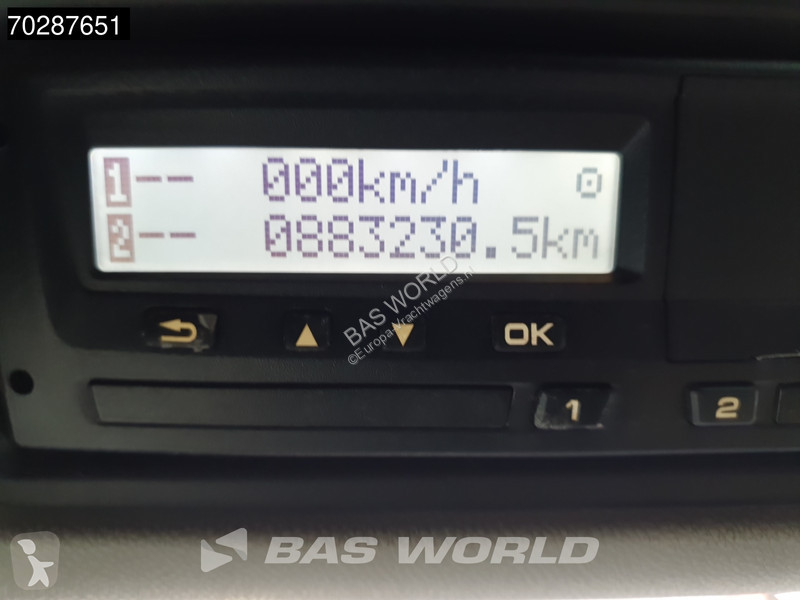 70287651
1-- 000km/h
2-- 0883230.5km
BAS WORLD
©Europa-Vrachtwagens.nl
OK
1 2
BAS WORLD